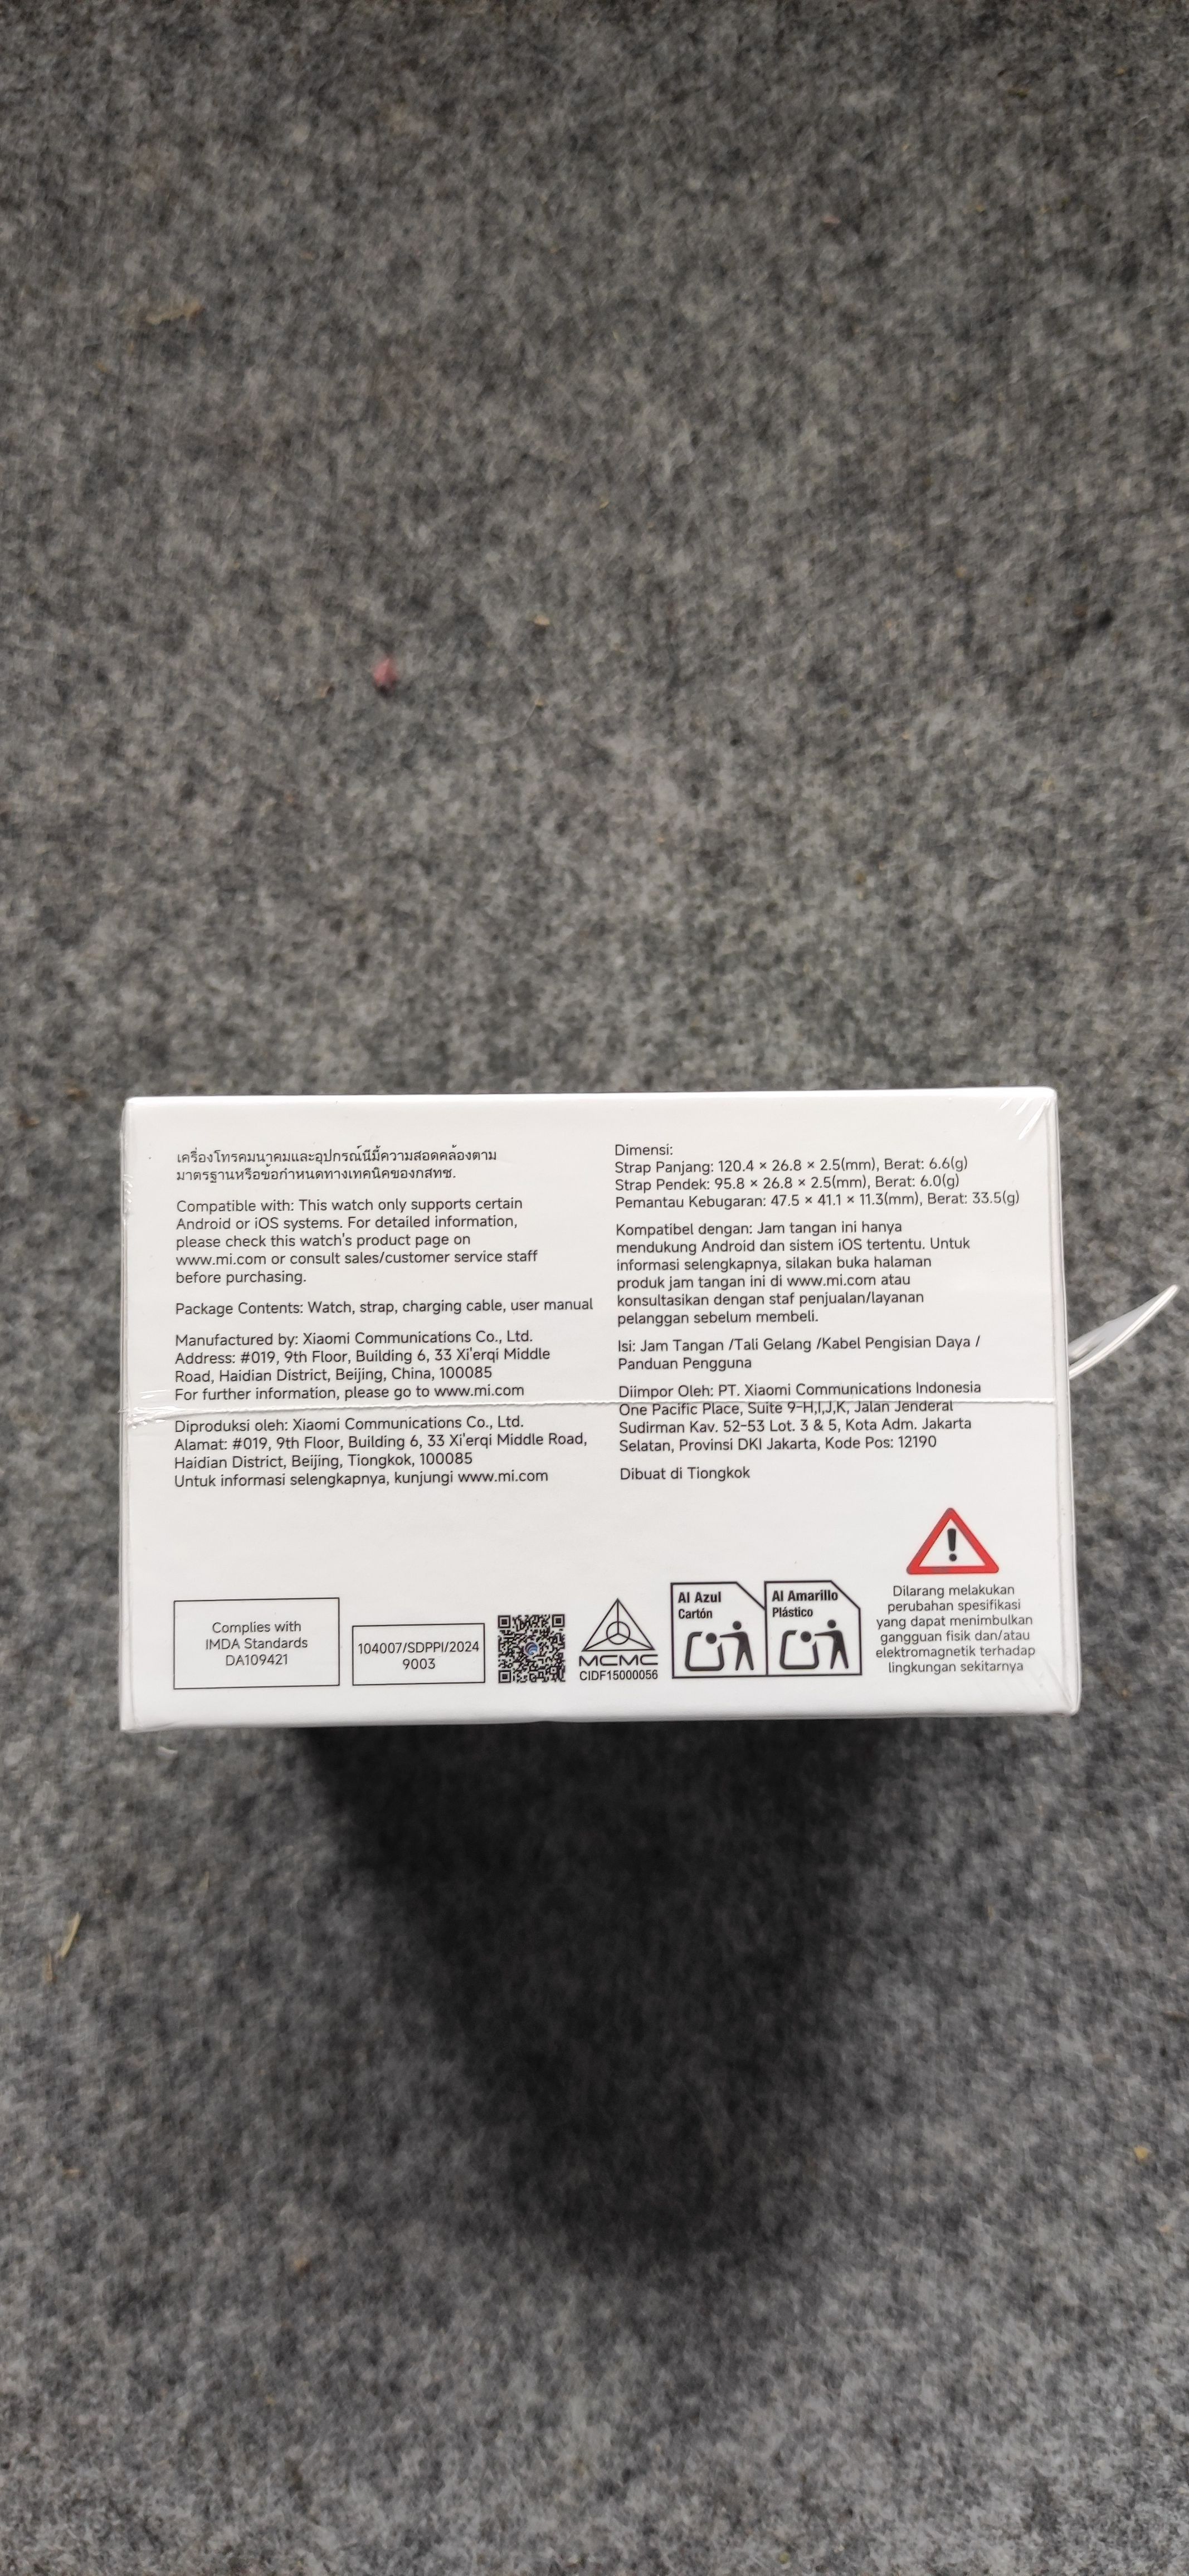 เครื่องโทรคมนาคมและอุปกรณ์นี้มีความสอดคล้องตาม
มาตรฐานหรือข้อกำหนดทางเทคนิคของกสทช.
Compatible with: This watch only supports certain
Android or iOS systems. For detailed information,
please check this watch's product page on
www.mi.com or consult sales/customer service staff
before purchasing.
Package Contents: Watch, strap, charging cable, user manual
Manufactured by: Xiaomi Communications Co., Ltd.
Address: #019, 9th Floor, Building 6, 33 Xi'erqi Middle
Road, Haidian District, Beijing, China, 100085
For further information, please go to www.mi.com
Diproduksi oleh: Xiaomi Communications Co., Ltd.
Alamat: #019, 9th Floor, Building 6, 33 Xi'erqi Middle Road,
Haidian District, Beijing, Tiongkok, 100085
Untuk informasi selengkapnya, kunjungi www.mi.com
Dimensi:
Strap Panjang: 120.4 × 26.8 × 2.5(mm), Berat: 6.6(g)
Strap Pendek: 95.8 × 26.8 × 2.5(mm), Berat: 6.0(g)
Pemantau Kebugaran: 47.5 × 41.1 × 11.3(mm), Berat: 33.5(g)
Kompatibel dengan: Jam tangan ini hanya
mendukung Android dan sistem iOS tertentu. Untuk
informasi selengkapnya, silakan buka halaman
produk jam tangan ini di www.mi.com atau
konsultasikan dengan staf penjualan/layanan
pelanggan sebelum membeli.
Isi: Jam Tangan /Tali Gelang /Kabel Pengisian Daya /
Panduan Pengguna
Diimpor Oleh: PT. Xiaomi Communications Indonesia
One Pacific Place, Suite 9-H,I,J,K, Jalan Jenderal
Sudirman Kav. 52-53 Lot. 3 & 5, Kota Adm. Jakarta
Selatan, Provinsi DKI Jakarta, Kode Pos: 12190
Dibuat di Tiongkok
Complies with
IMDA Standards
DA109421
104007/SDPPI/2024
9003
MCMC
CIDF15000056
Al Azul
Cartón
Al Amarillo
Plástico
Dilarang melakukan
perubahan spesifikasi
yang dapat menimbulkan
gangguan fisik dan/atau
elektromagnetik terhadap
lingkungan sekitarnya